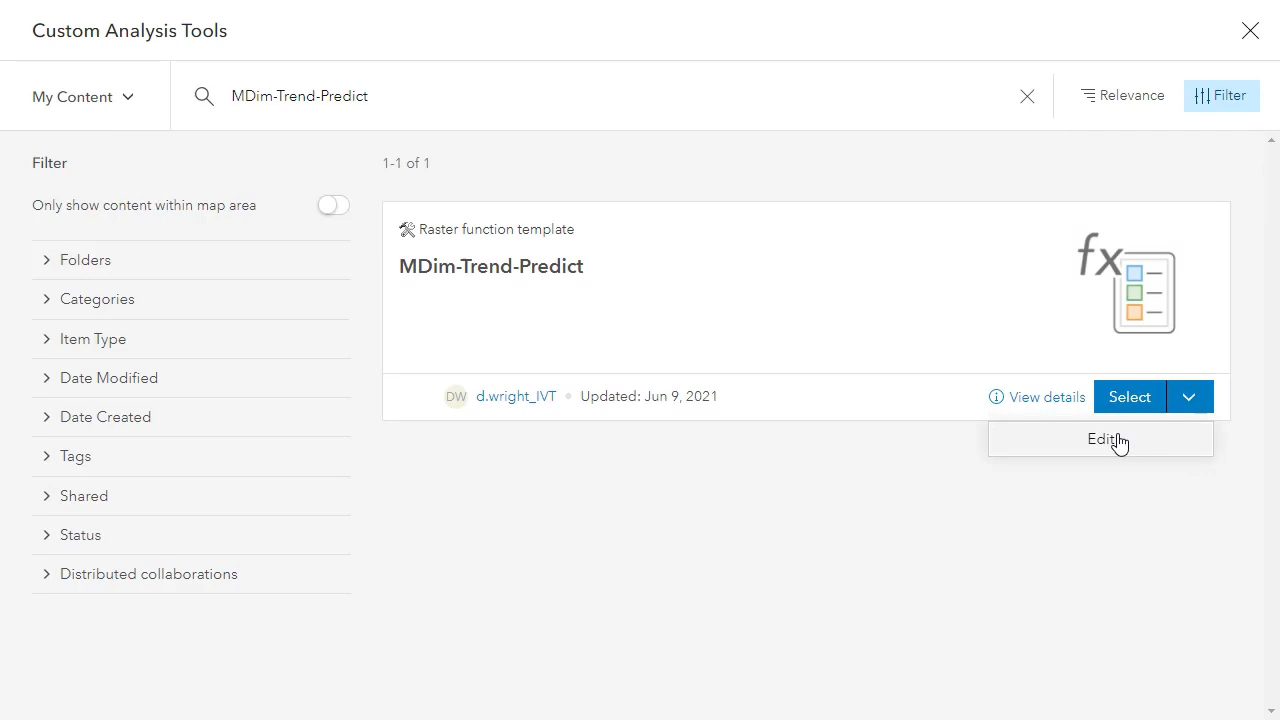 Custom Analysis Tools
My Content
MDim-Trend-Predict
Relevance
Filter
Filter
1-1 of 1
Only show content within map area
Raster function template
MDim-Trend-Predict
fx
Folders
Categories
Item Type
Date Modified
DW d.wright_IVT • Updated: Jun 9, 2021
View details
Select
Date Created
Edit
Tags
Shared
Status
Distributed collaborations